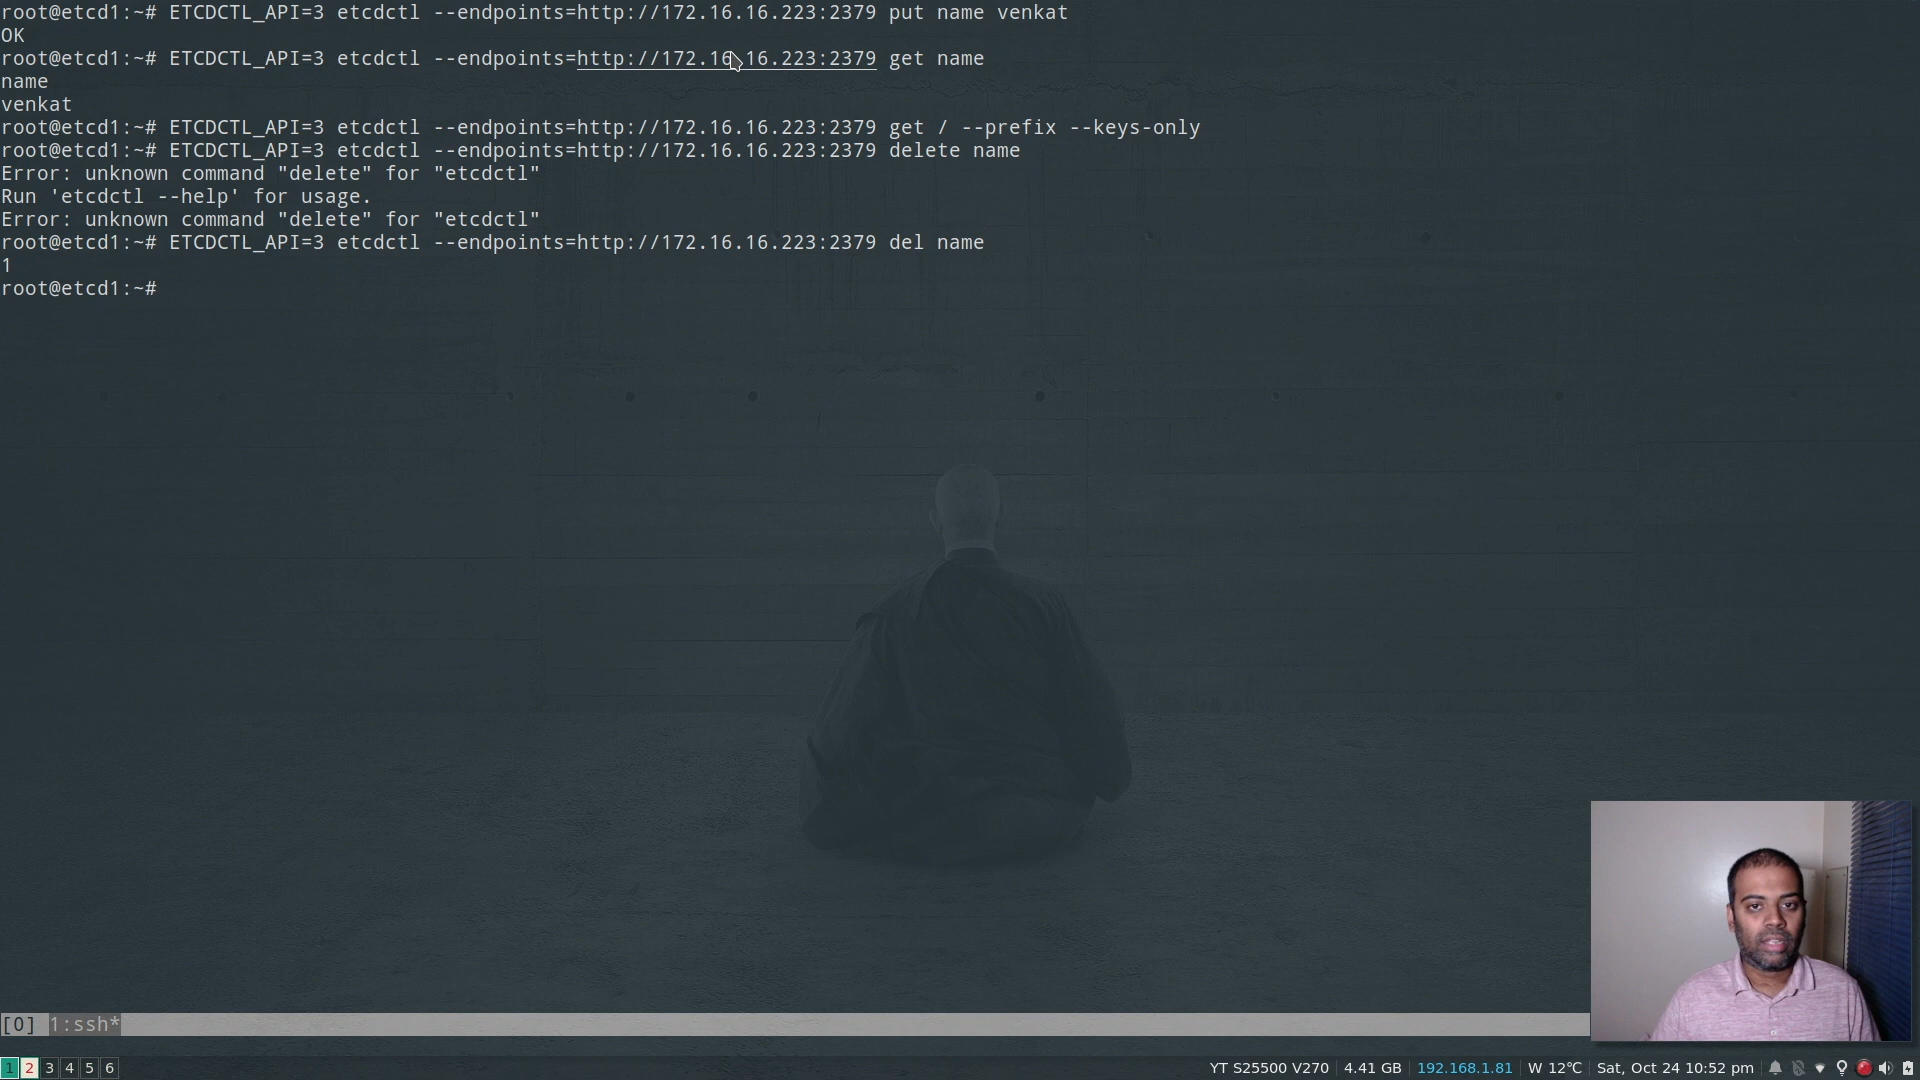 root@etcd1:~# ETCDCTL_API=3 etcdctl --endpoints=http://172.16.16.223:2379 put name venkat
OK
root@etcd1:~# ETCDCTL_API=3 etcdctl --endpoints=http://172.16.16.223:2379 get name
name
venkat
root@etcd1:~# ETCDCTL_API=3 etcdctl --endpoints=http://172.16.16.223:2379 get / --prefix --keys-only
root@etcd1:~# ETCDCTL_API=3 etcdctl --endpoints=http://172.16.16.223:2379 delete name
Error: unknown command "delete" for "etcdctl"
Run 'etcdctl --help' for usage.
Error: unknown command "delete" for "etcdctl"
root@etcd1:~# ETCDCTL_API=3 etcdctl --endpoints=http://172.16.16.223:2379 del name
1
root@etcd1:~#
[0] 1:ssh*
1 2 3 4 5 6 YT S25500 V270 4.41 GB 192.168.1.81 W 12°C Sat, Oct 24 10:52 pm